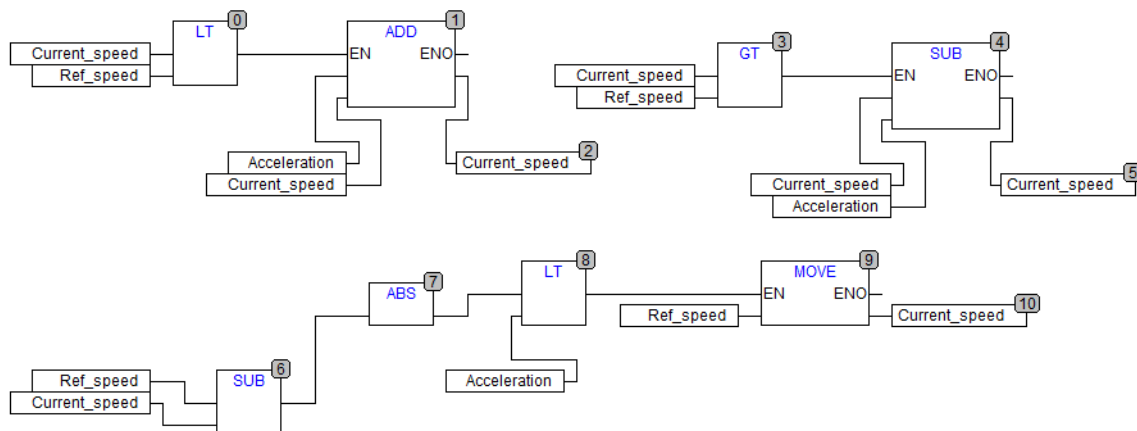 0
LT
Current_speed
Ref_speed
1
ADD
EN ENO
Acceleration
Current_speed
2
Current_speed
3
GT
Current_speed
Ref_speed
4
SUB
EN ENO
Current_speed
Acceleration
5
Current_speed
6
SUB
Ref_speed
Current_speed
7
ABS
8
LT
Acceleration
9
MOVE
EN ENO
Ref_speed
10
Current_speed